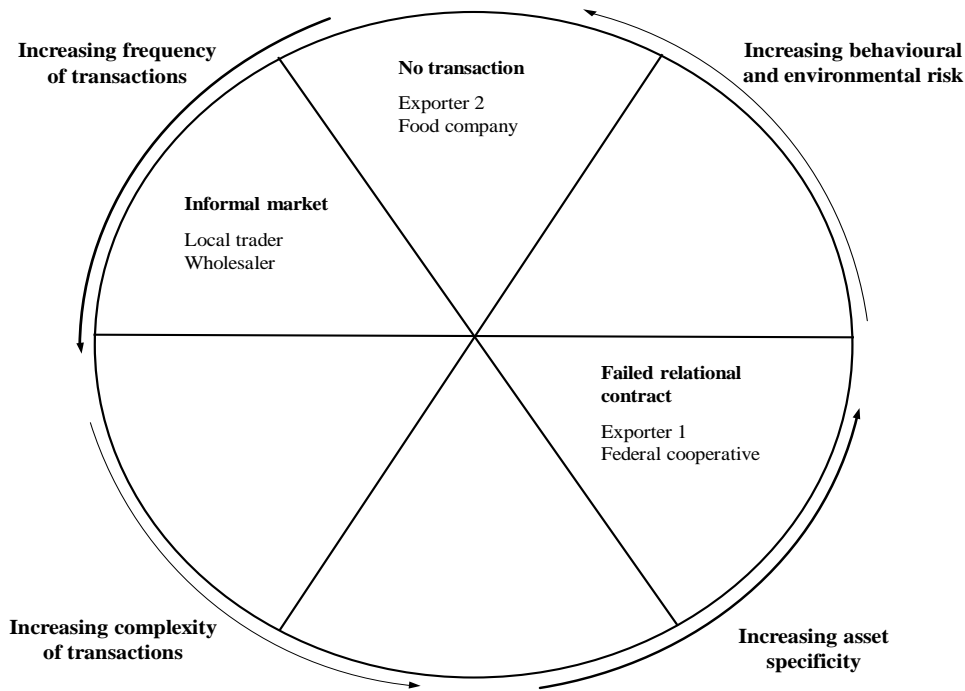 Increasing frequency
of transactions
No transaction
Exporter 2
Food company
Increasing behavioural
and environmental risk
Informal market
Local trader
Wholesaler
Failed relational
contract
Exporter 1
Federal cooperative
Increasing complexity
of transactions
Increasing asset
specificity